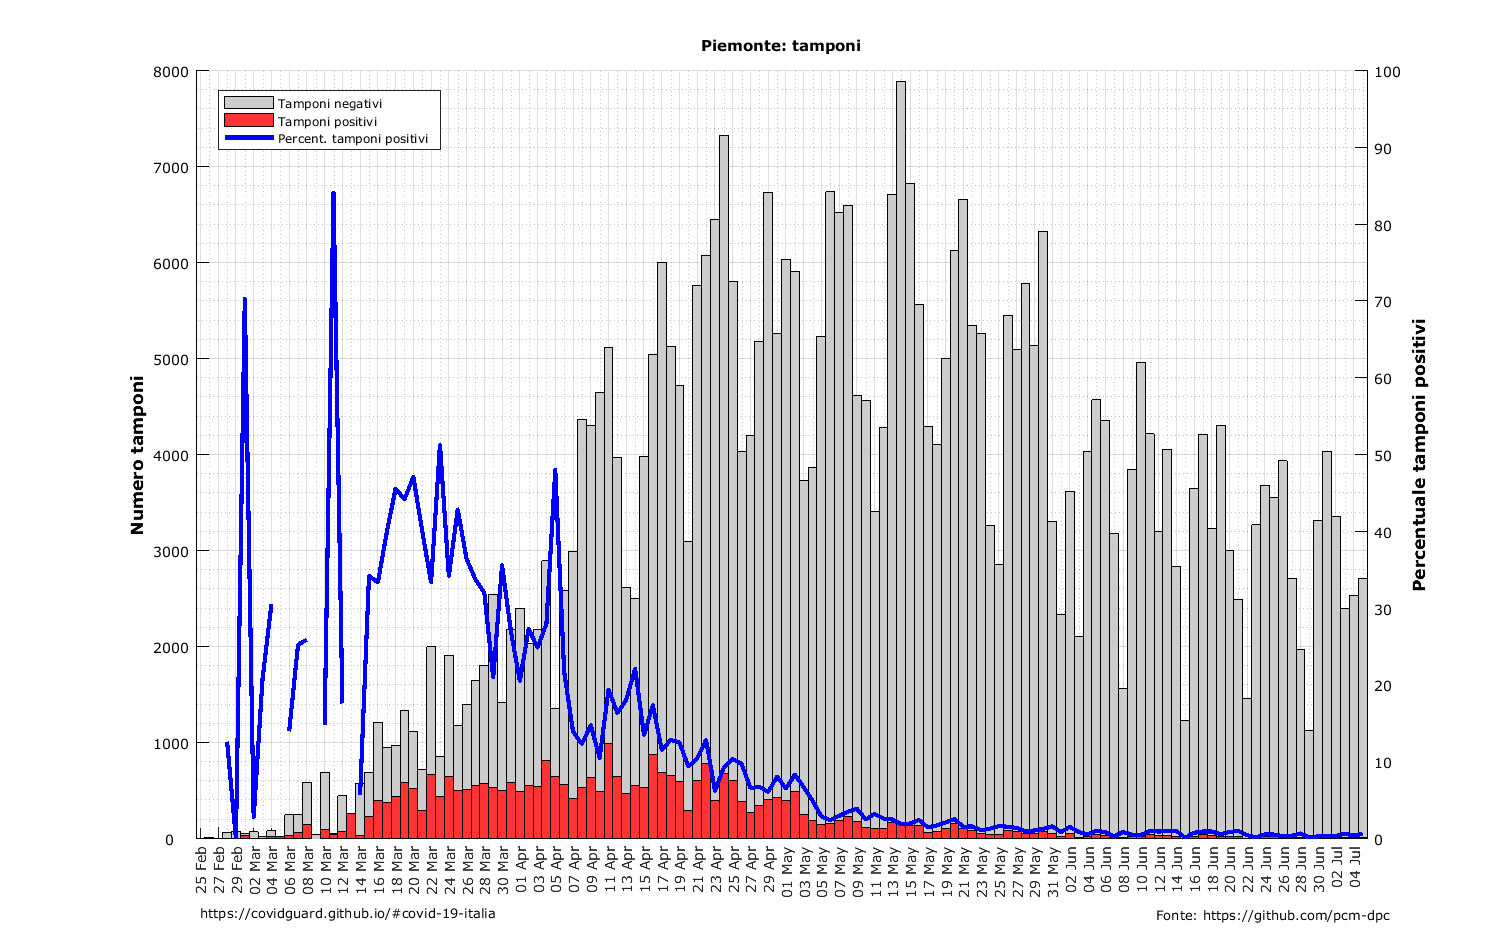 Piemonte: tamponi
Tamponi negativi
Tamponi positivi
Percent. tamponi positivi
Numero tamponi
8000
7000
6000
5000
4000
3000
2000
1000
0
100
90
80
70
60
50
40
30
20
10
0
Percentuale tamponi positivi
25 Feb
27 Feb
29 Feb
02 Mar
04 Mar
06 Mar
08 Mar
10 Mar
12 Mar
14 Mar
16 Mar
18 Mar
20 Mar
22 Mar
24 Mar
26 Mar
28 Mar
30 Mar
01 Apr
03 Apr
05 Apr
07 Apr
09 Apr
11 Apr
13 Apr
15 Apr
17 Apr
19 Apr
21 Apr
23 Apr
25 Apr
27 Apr
29 Apr
01 May
03 May
05 May
07 May
09 May
11 May
13 May
15 May
17 May
19 May
21 May
23 May
25 May
27 May
29 May
31 May
02 Jun
04 Jun
06 Jun
08 Jun
10 Jun
12 Jun
14 Jun
16 Jun
18 Jun
20 Jun
22 Jun
24 Jun
26 Jun
28 Jun
30 Jun
02 Jul
04 Jul
https://covidguard.github.io/#covid-19-italia
Fonte: https://github.com/pcm-dpc